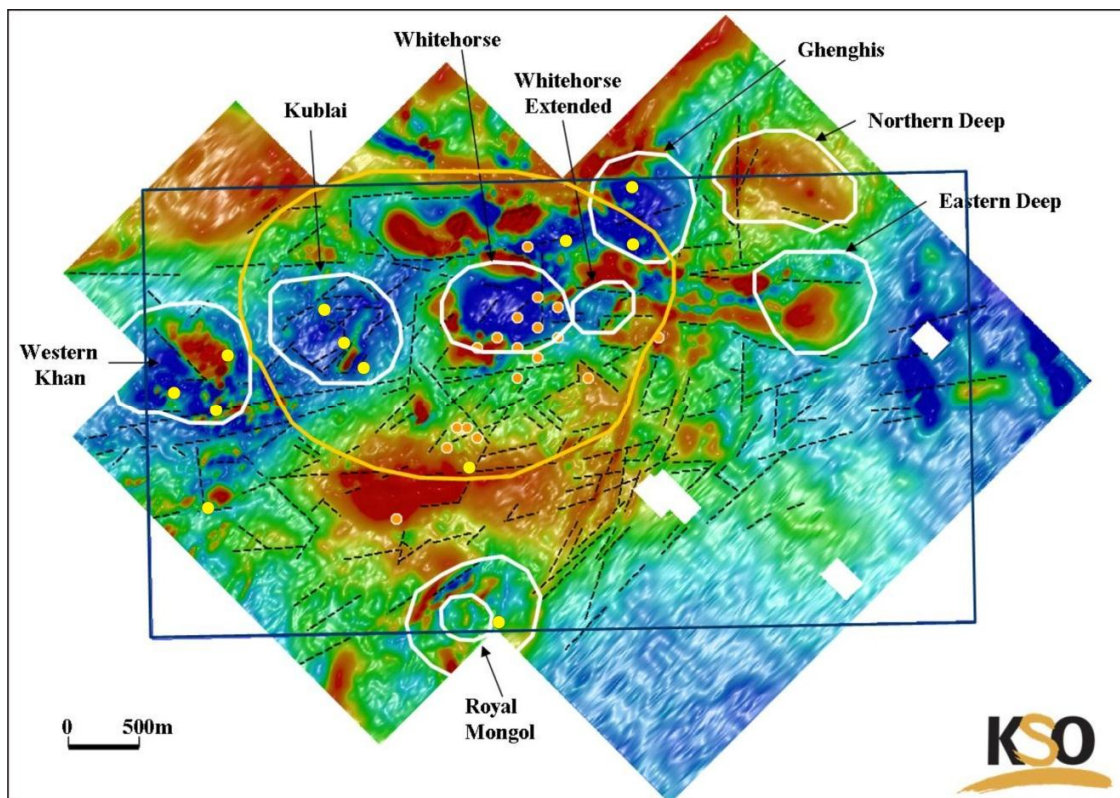 Whitehorse
Ghenghis
Whitehorse
Extended
Kublai
Northern Deep
Eastern Deep
Western
Khan
Royal
Mongol
0 500m
KSO